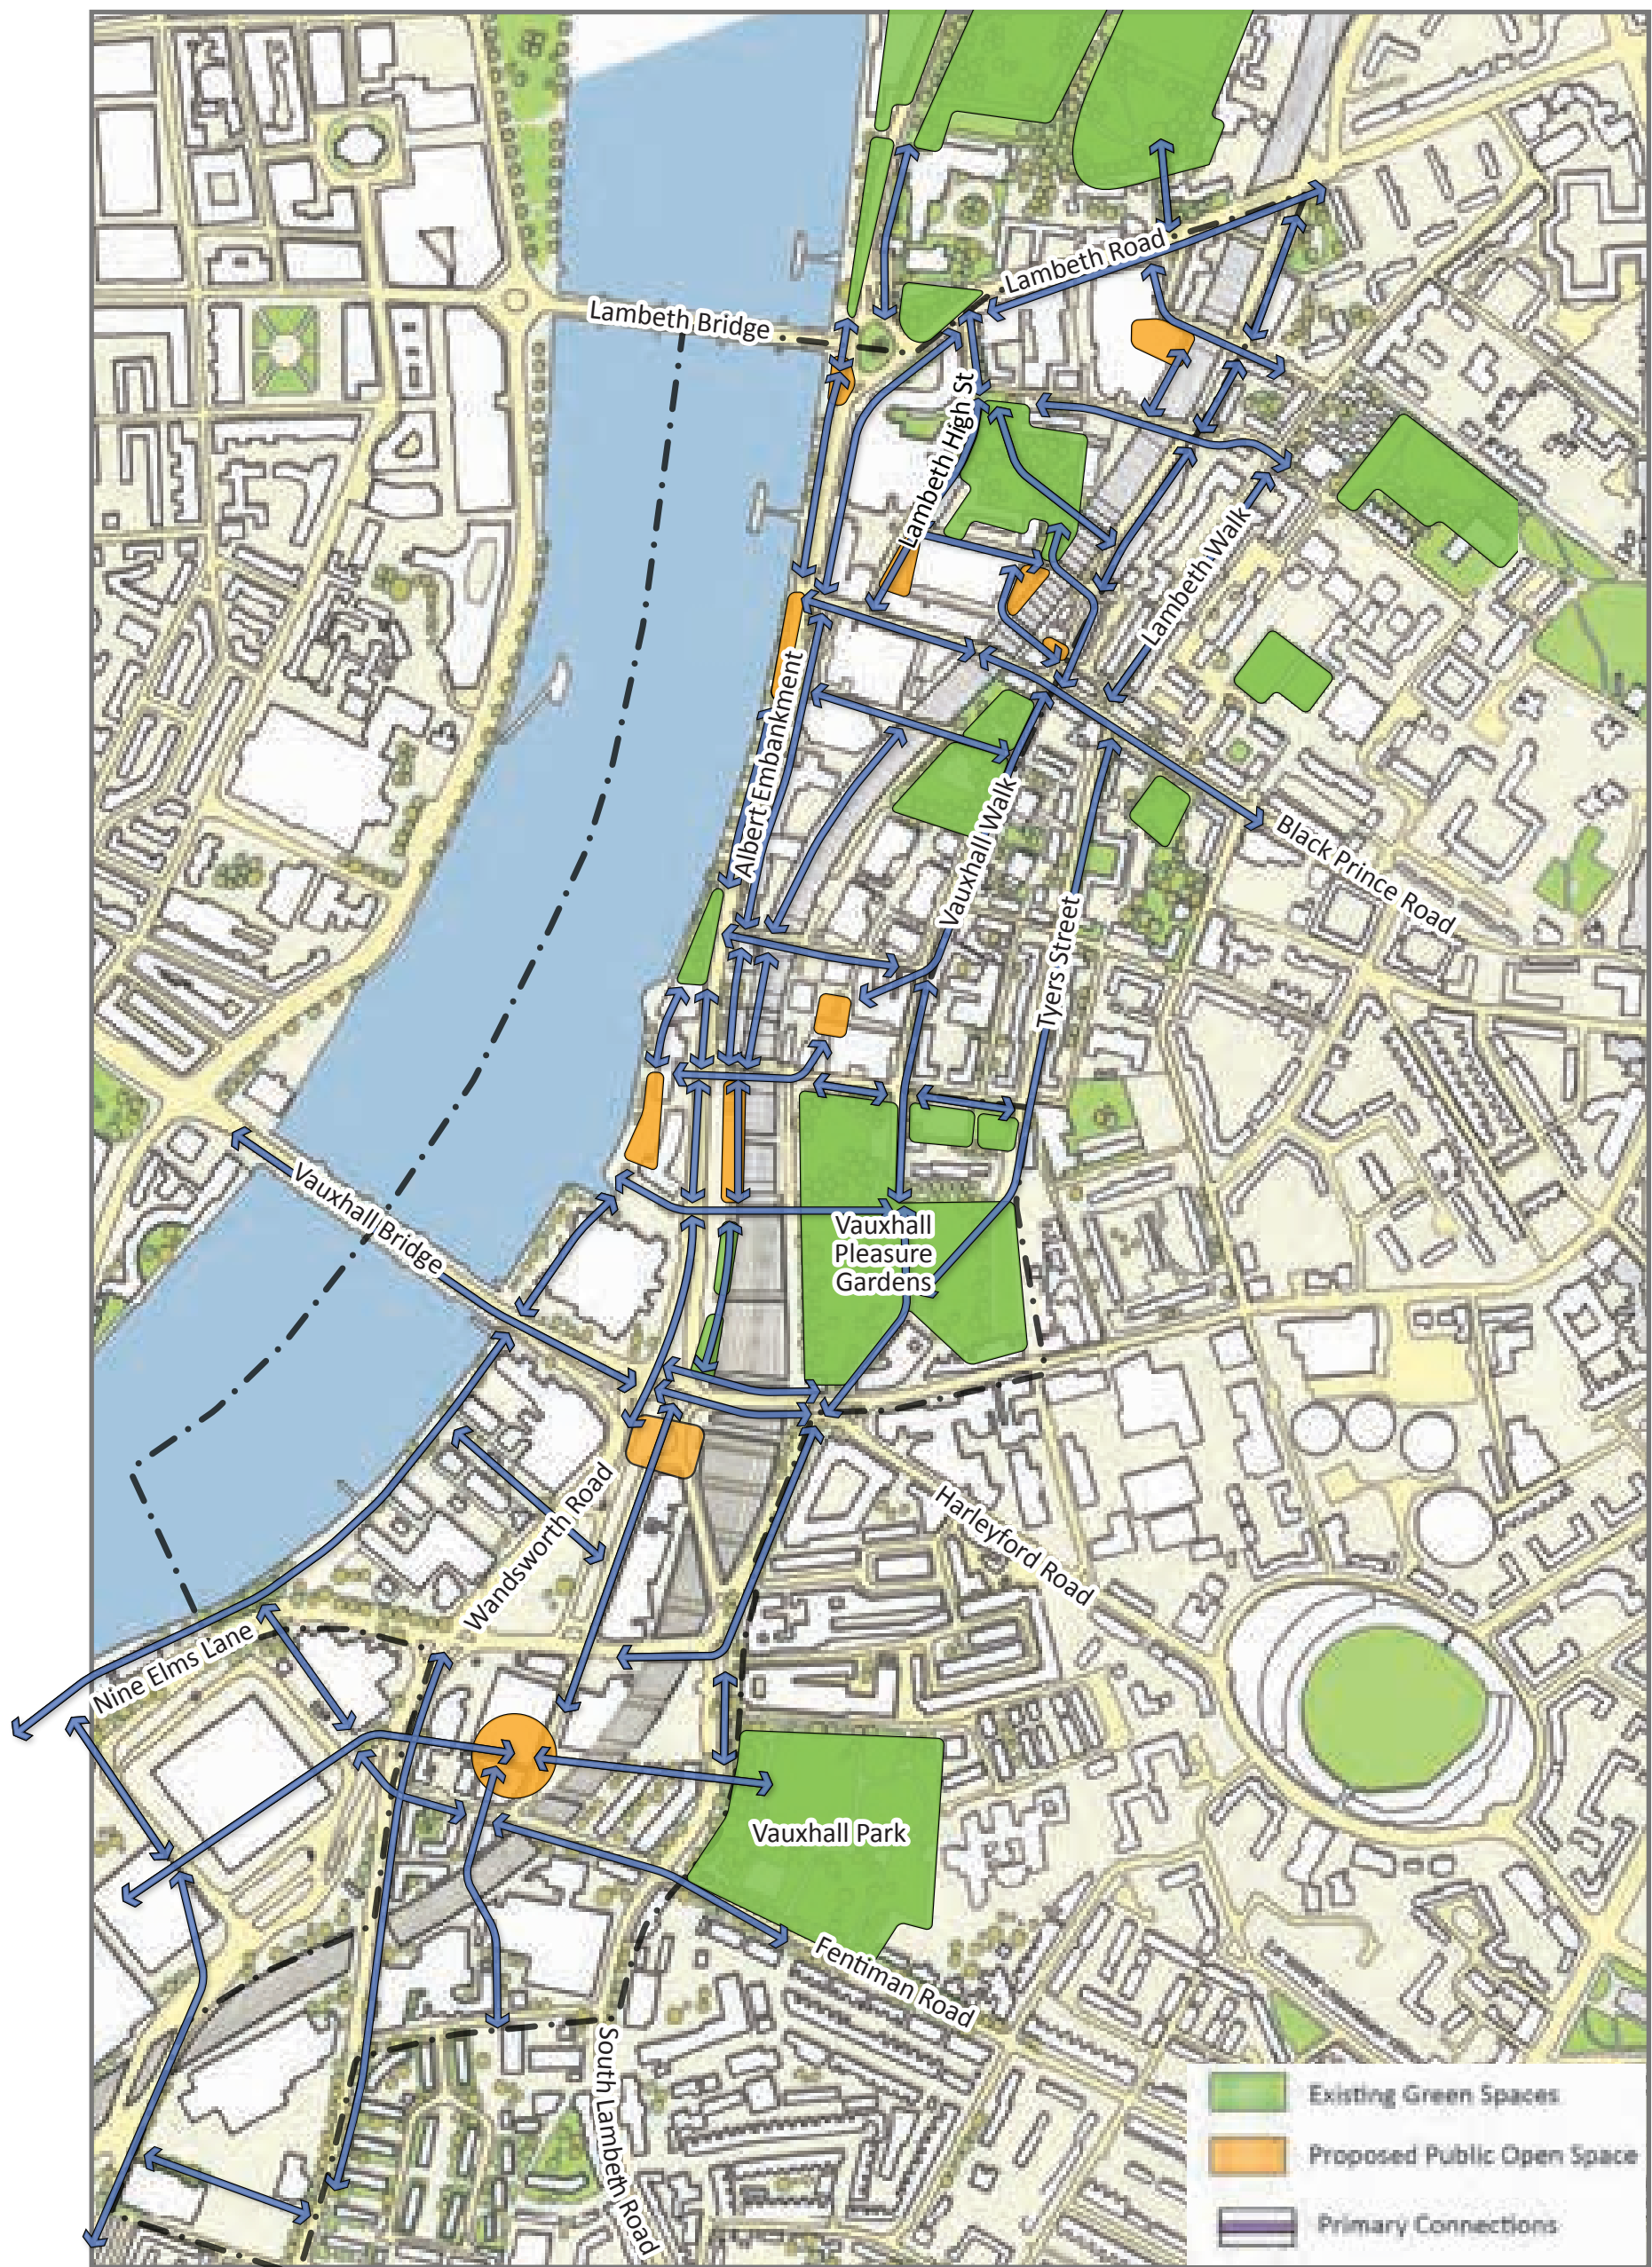 Lambeth Road
Lambeth Bridge
Lambeth High St
Lambeth Walk
Albert Embankment
Vauxhall Walk
Black Prince Road
Tyers Street
Vauxhall Bridge
Vauxhall
Pleasure
Gardens
Wandsworth Road
Harleyford Road
Nine Elms Lane
Vauxhall Park
Fentiman Road
South Lambeth Road
Existing Green Spaces
Proposed Public Open Space
Primary Connections